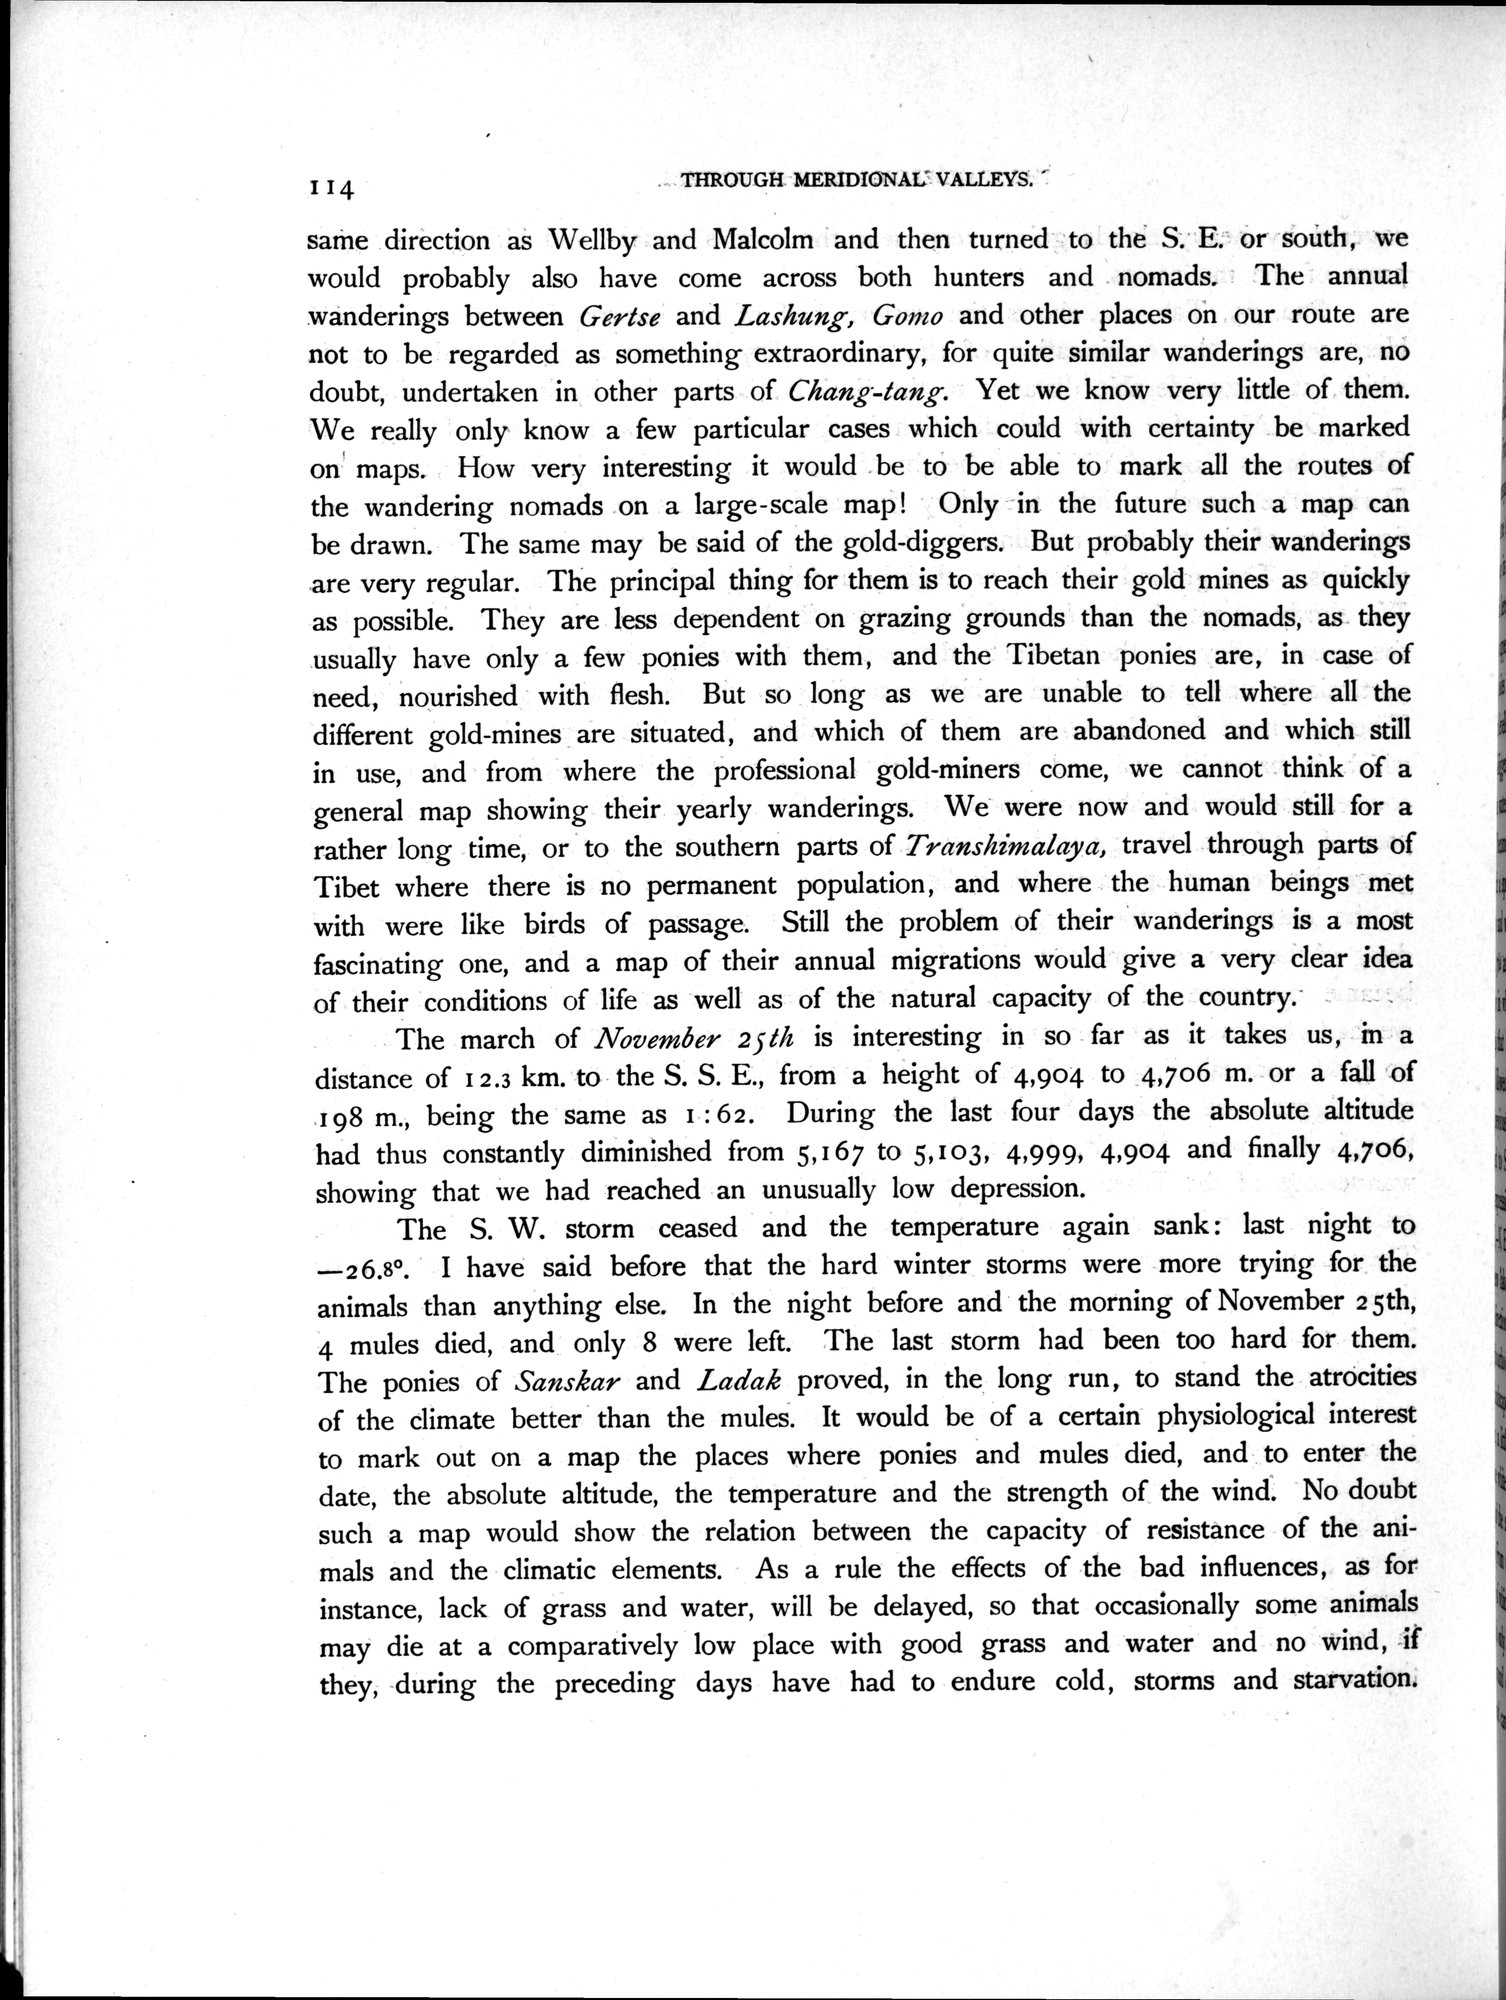 114
THROUGH MERIDIONAL VALLEYS.
same direction as Wellby and Malcolm and then turned to the S. E. or south, we
would probably also have come across both hunters and nomads. The annual
wanderings between Gertse and Lashung, Gomo and other places on our route are
not to be regarded as something extraordinary, for quite similar wanderings are, no
doubt, undertaken in other parts of Chang-tang. Yet we know very little of them.
We really only know a few particular cases which could with certainty be marked
on maps. How very interesting it would be to be able to mark all the routes of
the wandering nomads on a large-scale map! Only in the future such a map can
be drawn. The same may be said of the gold-diggers. But probably their wanderings
are very regular. The principal thing for them is to reach their gold mines as quickly
as possible. They are less dependent on grazing grounds than the nomads, as they
usually have only a few ponies with them, and the Tibetan ponies are, in case of
need, nourished with flesh. But so long as we are unable to tell where all the
different gold-mines are situated, and which of them are abandoned and which still
in use, and from where the professional gold-miners come, we cannot think of a
general map showing their yearly wanderings. We were now and would still for a
rather long time, or to the southern parts of Transhimalaya, travel through parts of
Tibet where there is no permanent population, and where the human beings met
with were like birds of passage. Still the problem of their wanderings is a most
fascinating one, and a map of their annual migrations would give a very clear idea
of their conditions of life as well as of the natural capacity of the country.
The march of November 25th is interesting in so far as it takes us, in a
distance of 12.3 km. to the S. S. E., from a height of 4,904 to 4,706 m. or a fall of
198 m., being the same as 1:62. During the last four days the absolute altitude
had thus constantly diminished from 5,167 to 5,103, 4,999, 4,904 and finally 4,706,
showing that we had reached an unusually low depression.
The S. W. storm ceased and the temperature again sank: last night to
—26.8°. I have said before that the hard winter storms were more trying for the
animals than anything else. In the night before and the morning of November 25th,
4 mules died, and only 8 were left. The last storm had been too hard for them.
The ponies of Sanskar and Ladak proved, in the long run, to stand the atrocities
of the climate better than the mules. It would be of a certain physiological interest
to mark out on a map the places where ponies and mules died, and to enter the
date, the absolute altitude, the temperature and the strength of the wind. No doubt
such a map would show the relation between the capacity of resistance of the ani-
mals and the climatic elements. As a rule the effects of the bad influences, as for
instance, lack of grass and water, will be delayed, so that occasionally some animals
may die at a comparatively low place with good grass and water and no wind, if
they, during the preceding days have had to endure cold, storms and starvation.